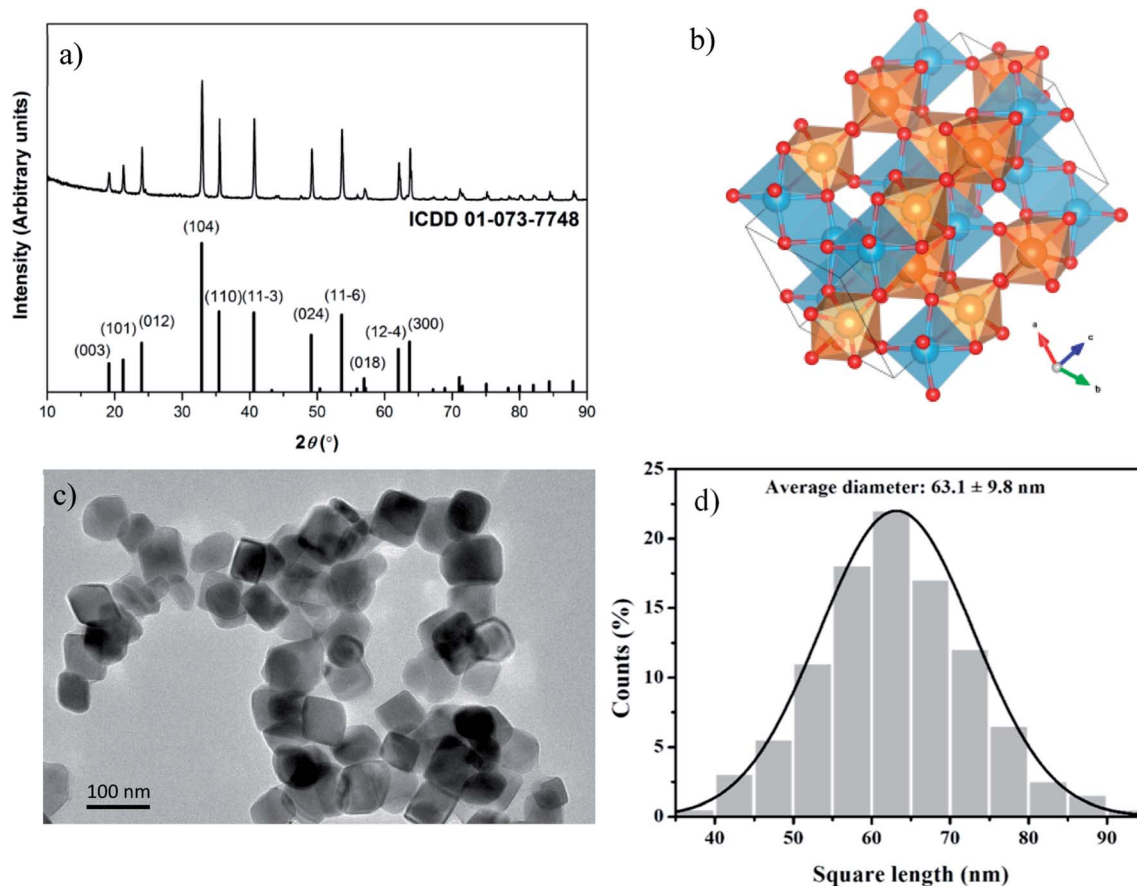 a)
Intensity (Arbitrary units)
ICDD 01-073-7748
(003)
(101)
(012)
(104)
(110)
(11-3)
(024)
(11-6)
(018)
(12-4)
(300)
10 20 30 40 50 60 70 80 90
2θ (°)
b)
a
c
b
c)
100 nm
d)
Average diameter: 63.1 ± 9.8 nm
Counts (%)
25
20
15
10
5
0
40 50 60 70 80 90
Square length (nm)